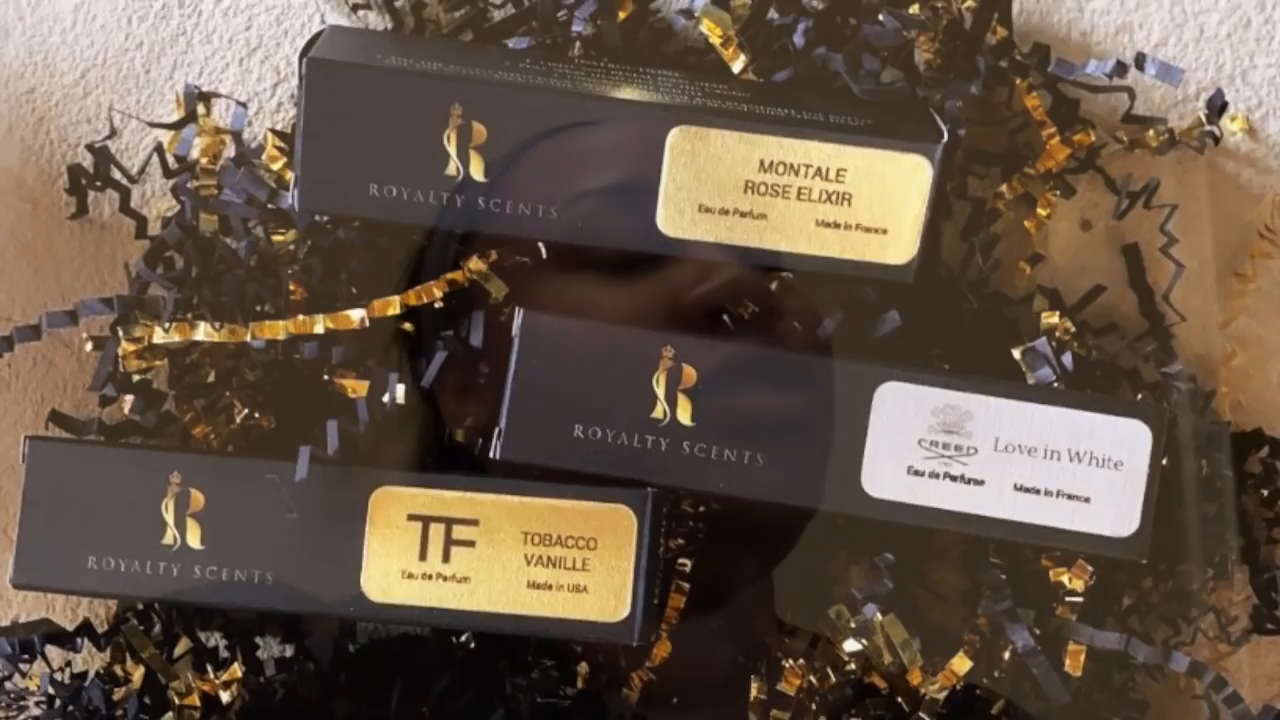 R
ROYALTY SCENTS
MONTALE
ROSE ELIXIR
Eau de Parfum Made in France
R
ROYALTY SCENTS
CREED Love in White
Eau de Parfume Made in France
R
ROYALTY SCENTS
TF TOBACCO
VANILLE
Eau de Parfum Made in USA